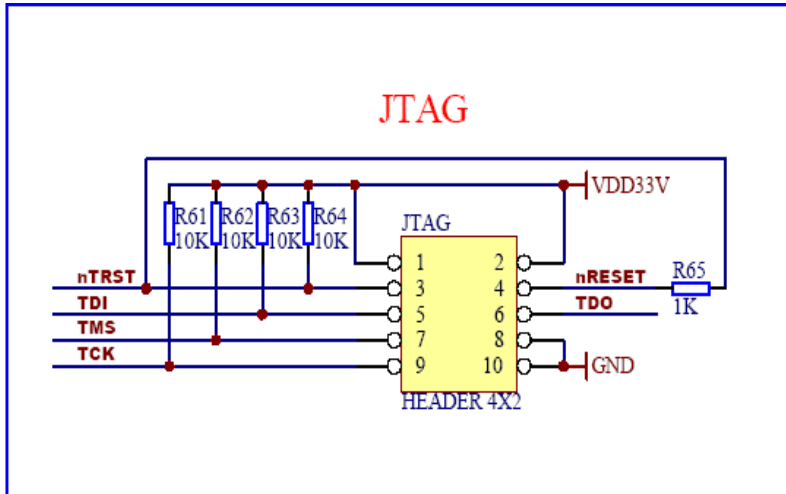 JTAG
VDD33V
R61 R62 R63 R64
10K 10K 10K 10K
JTAG
1 2
nTRST 3 4 nRESET R65
1K
TDI 5 6 TDO
TMS 7 8
TCK 9 10 GND
HEADER 4X2